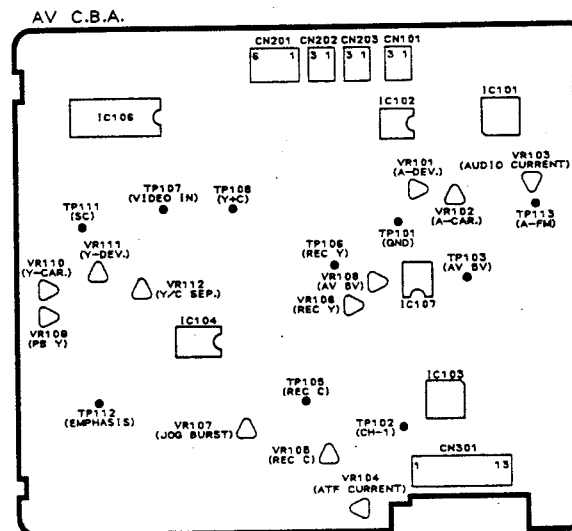 AV C.B.A.
CN201 CN202 CN203 CN101
6 1 3 1 3 1 3 1
IC106
IC102
IC101
VR101
(A-DEV.)
VR103
(AUDIO CURRENT)
TP107
(VIDEO IN)
TP108
(Y+C)
TP111
(SC)
VR102
(A-CAR.)
TP113
(A-FM)
TP101
(GND)
VR111
(Y-DEV.)
VR110
(Y-CAR.)
TP106
(REC Y)
TP103
(AV 5V)
VR112
(Y/C SEP.)
VR108
(AV 5V)
VR106
(REC Y)
IC107
VR109
(PB Y)
IC104
IC103
TP105
(REC C)
TP112
(EMPHASIS)
VR107
(JOG BURST)
TP102
(CH-1)
VR105
(REC C)
CN301
1 13
VR104
(ATF CURRENT)